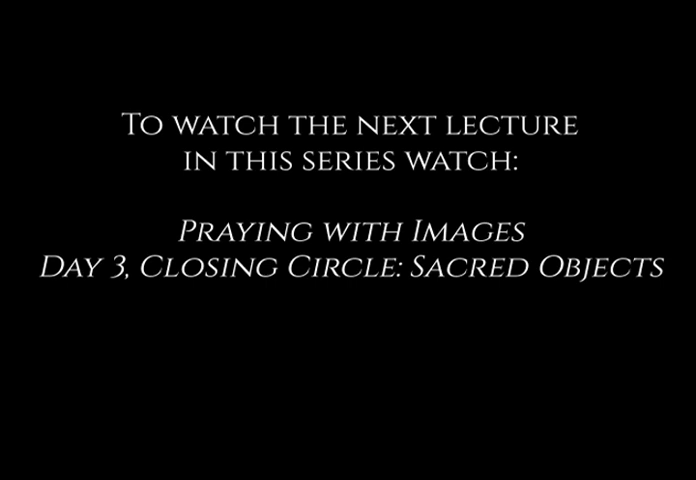 To watch the next lecture
in this series watch:
Praying with Images
Day 3, Closing Circle: Sacred Objects